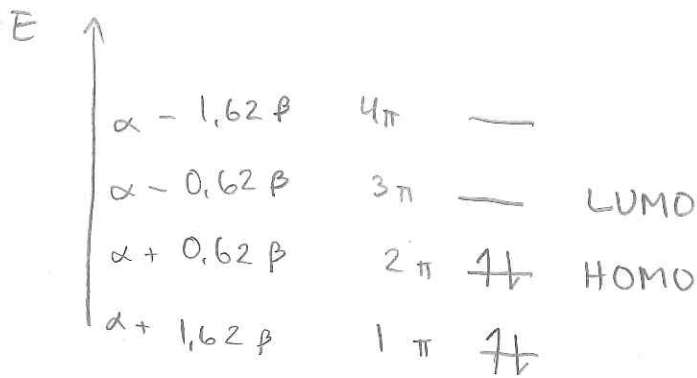 E
α - 1,62 β 4π
α - 0,62 β 3π LUMO
α + 0,62 β 2π HOMO
α + 1,62 β 1π